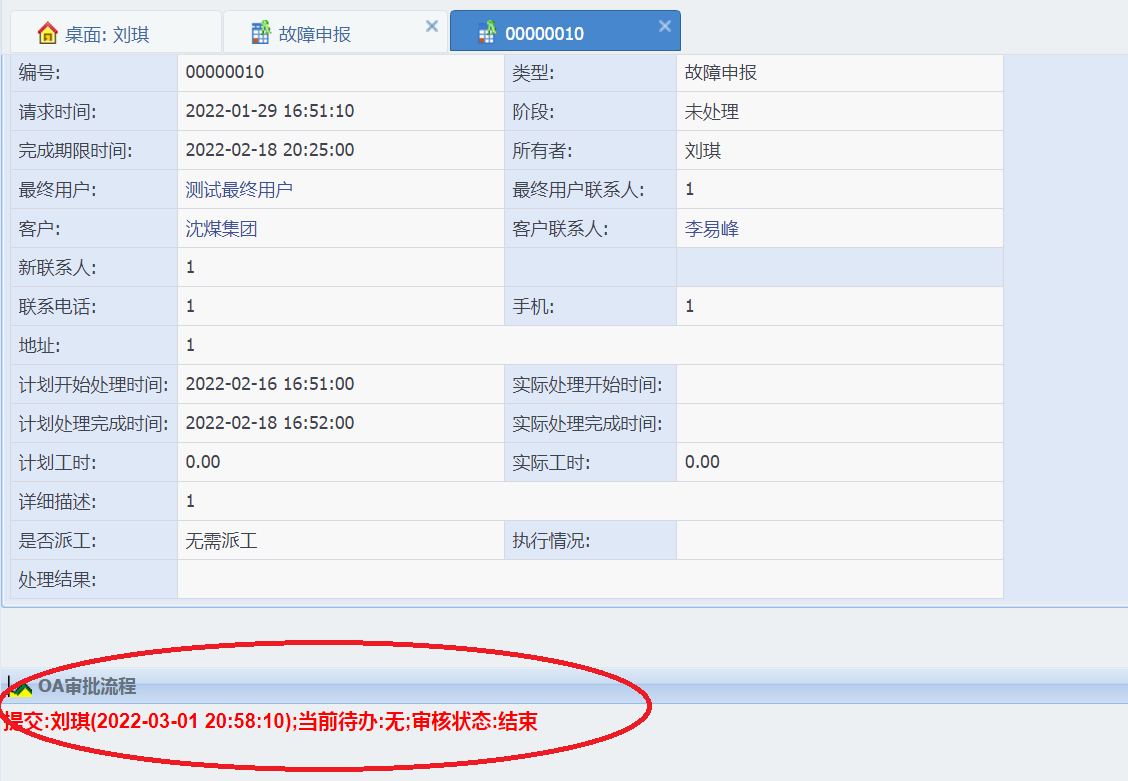 桌面: 刘琪 故障申报 00000010
编号: 00000010 类型: 故障申报
请求时间: 2022-01-29 16:51:10 阶段: 未处理
完成期限时间: 2022-02-18 20:25:00 所有者: 刘琪
最终用户: 测试最终用户 最终用户联系人: 1
客户: 沈煤集团 客户联系人: 李易峰
新联系人: 1
联系电话: 1 手机: 1
地址: 1
计划开始处理时间: 2022-02-16 16:51:00 实际处理开始时间:
计划处理完成时间: 2022-02-18 16:52:00 实际处理完成时间:
计划工时: 0.00 实际工时: 0.00
详细描述: 1
是否派工: 无需派工 执行情况:
处理结果:
OA审批流程
提交:刘琪(2022-03-01 20:58:10);当前待办:无;审核状态:结束